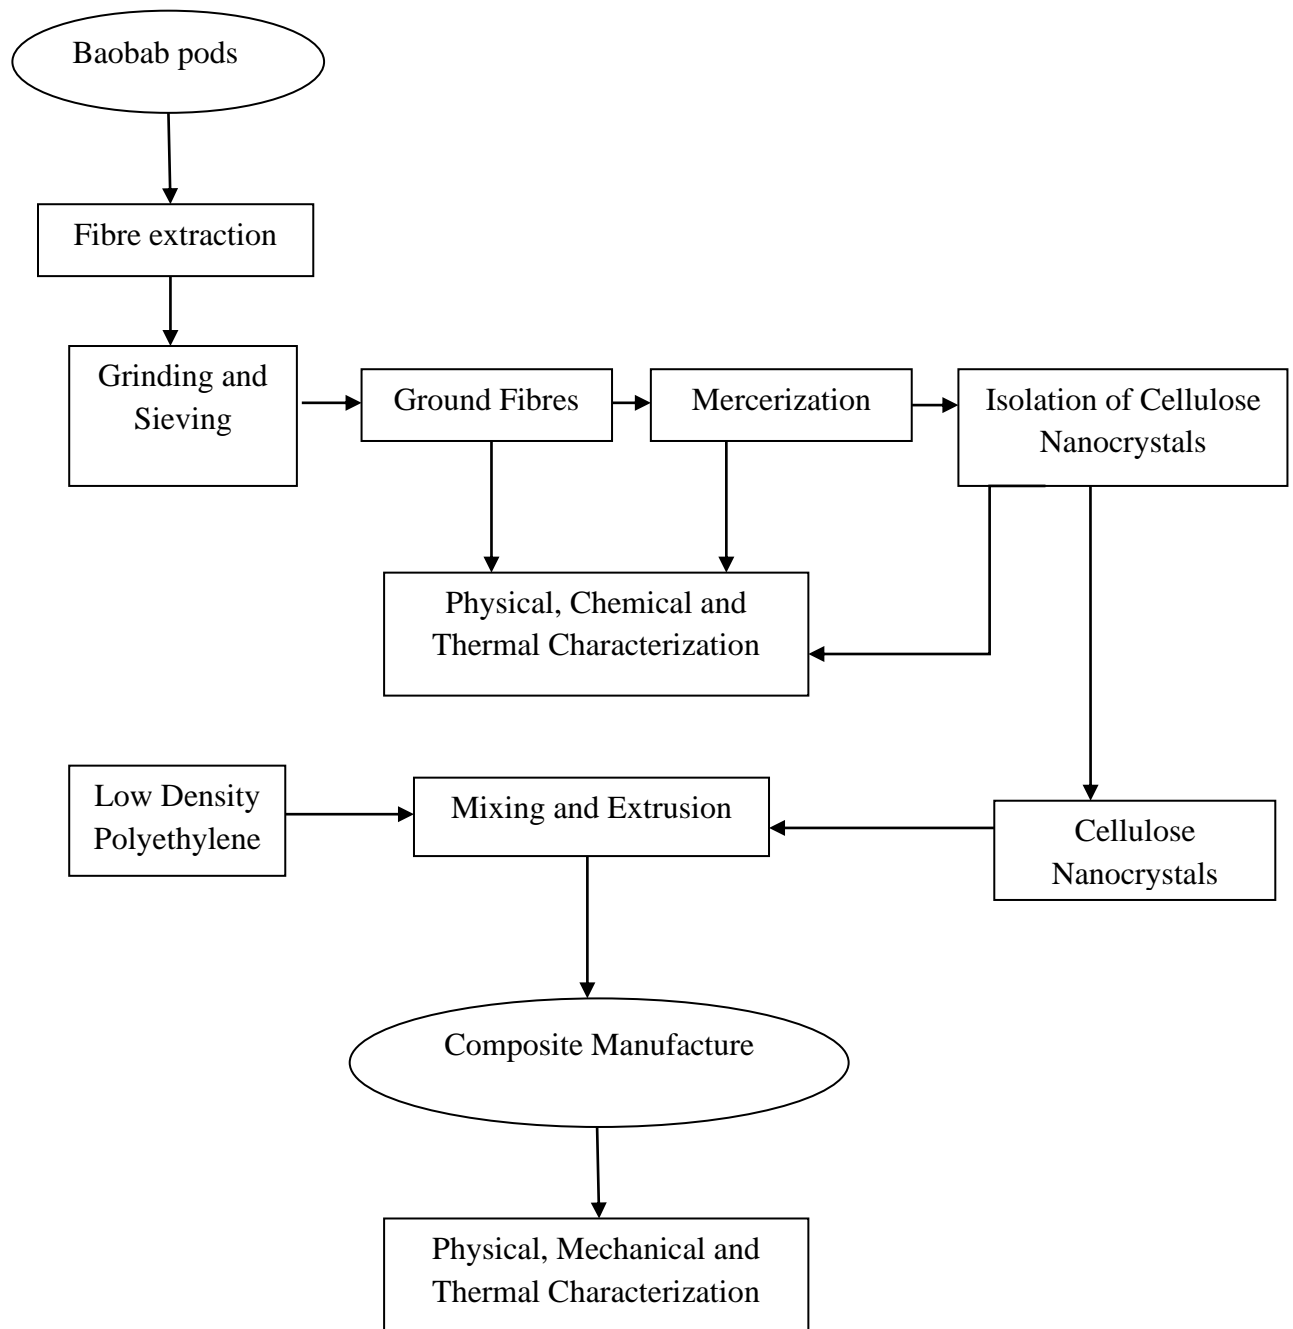 Baobab pods
Fibre extraction
Grinding and
Sieving
Ground Fibres
Mercerization
Isolation of Cellulose
Nanocrystals
Physical, Chemical and
Thermal Characterization
Low Density
Polyethylene
Mixing and Extrusion
Cellulose
Nanocrystals
Composite Manufacture
Physical, Mechanical and
Thermal Characterization